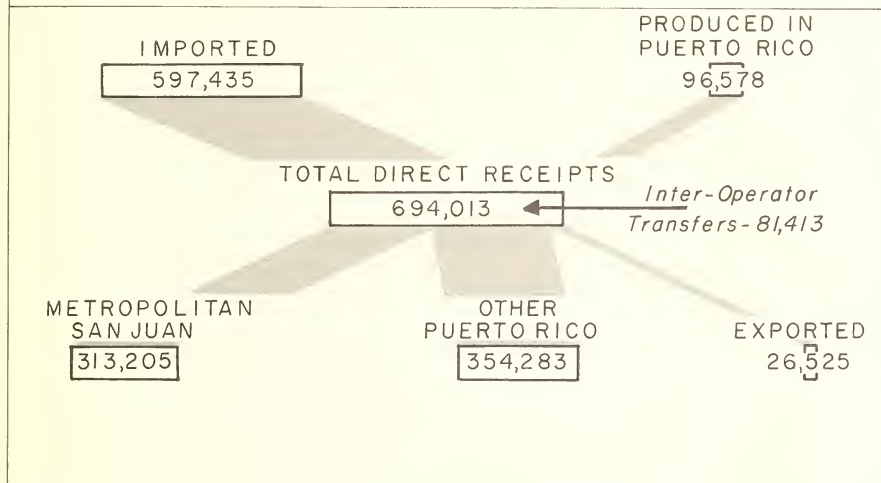 IMPORTED
597,435
PRODUCED IN
PUERTO RICO
96,578
TOTAL DIRECT RECEIPTS
694,013
Inter-Operator
Transfers-81,413
METROPOLITAN
SAN JUAN
313,205
OTHER
PUERTO RICO
354,283
EXPORTED
26,525